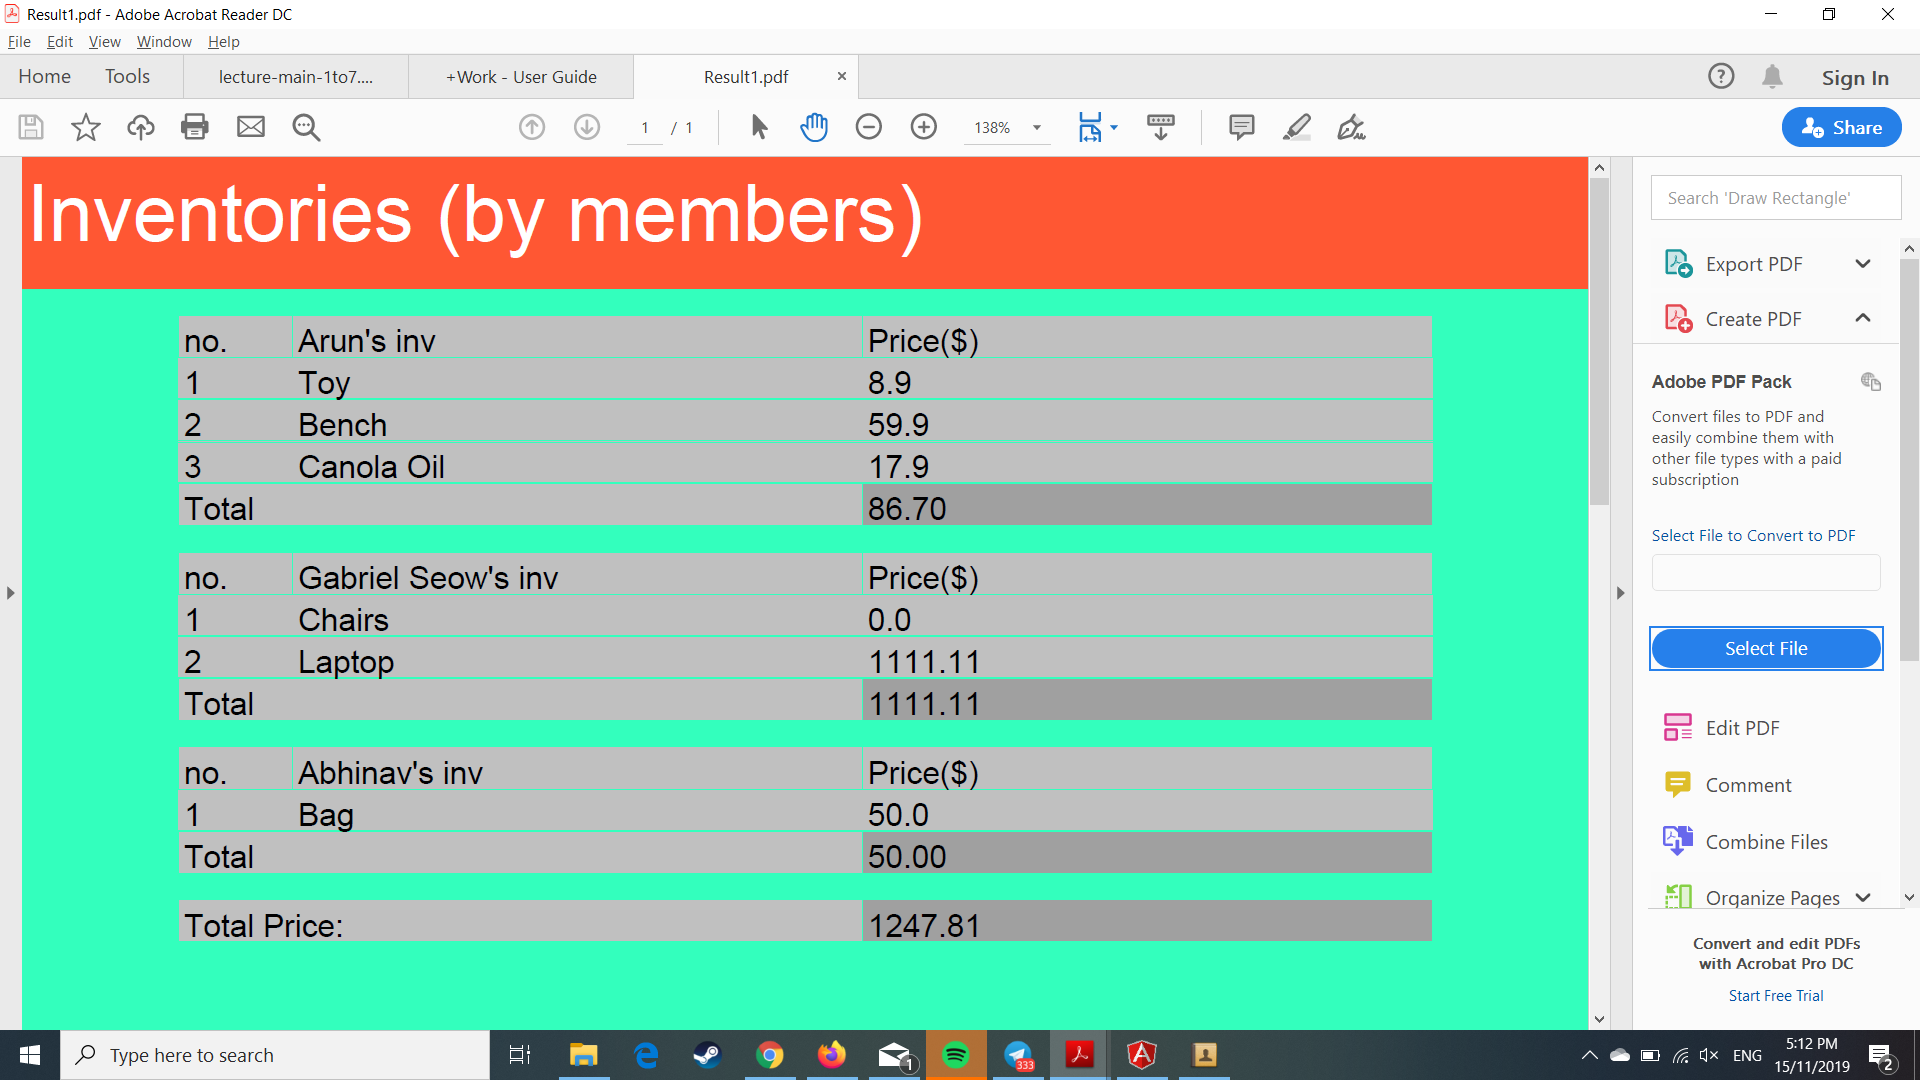 Result1.pdf - Adobe Acrobat Reader DC
File Edit View Window Help
Home Tools lecture-main-1to7.... +Work - User Guide Result1.pdf × Sign In
1 / 1 138% Share
Inventories (by members)
no. Arun's inv Price($)
1 Toy 8.9
2 Bench 59.9
3 Canola Oil 17.9
Total 86.70
no. Gabriel Seow's inv Price($)
1 Chairs 0.0
2 Laptop 1111.11
Total 1111.11
no. Abhinav's inv Price($)
1 Bag 50.0
Total 50.00
Total Price: 1247.81
Search 'Draw Rectangle'
Export PDF
Create PDF
Adobe PDF Pack
Convert files to PDF and
easily combine them with
other file types with a paid
subscription
Select File to Convert to PDF
Select File
Edit PDF
Comment
Combine Files
Organize Pages
Convert and edit PDFs
with Acrobat Pro DC
Start Free Trial
Type here to search
1
333
ENG
5:12 PM
15/11/2019
2